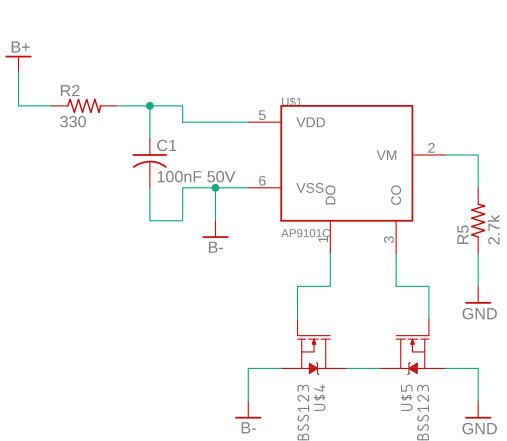 B+
R2
330
C1
100nF 50V
B-
U$1
5
VDD
6
VSS
VM
2
DO
CO
AP9101C
1
3
R5
2.7k
GND
B-
BSS123
U$4
U$5
BSS123
GND